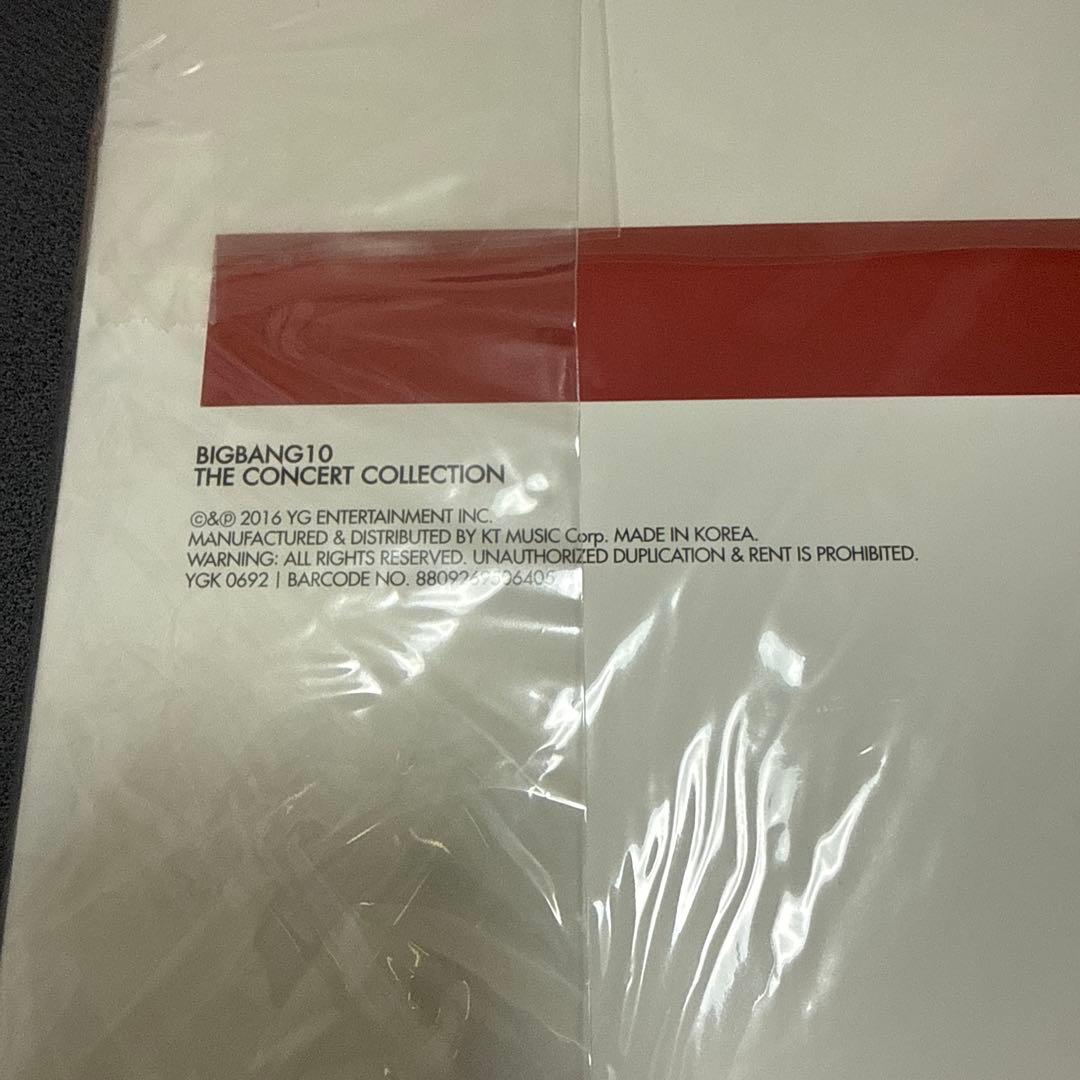 BIGBANG10
THE CONCERT COLLECTION
©&℗ 2016 YG ENTERTAINMENT INC.
MANUFACTURED & DISTRIBUTED BY KT MUSIC Corp. MADE IN KOREA.
WARNING: ALL RIGHTS RESERVED. UNAUTHORIZED DUPLICATION & RENT IS PROHIBITED.
YGK 0692 | BARCODE NO.